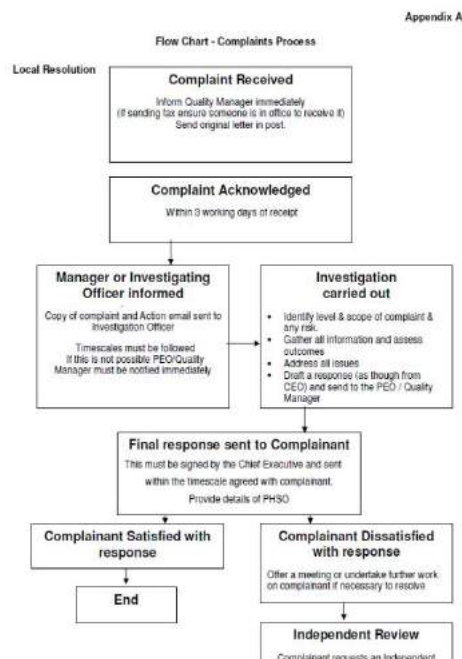 Appendix A
Flow Chart - Complaints Process
Local Resolution
Complaint Received
Inform Quality Manager immediately
(If sending fax ensure someone is in office to receive it)
Send original letter in post.
Complaint Acknowledged
Within 3 working days of receipt
Manager or Investigating
Officer informed
Copy of complaint and Action email sent to
Investigation Officer
Timescales must be followed
If this is not possible PEO/Quality
Manager must be notified immediately
Investigation
carried out
Identify level & scope of complaint &
any risk.
Gather all information and assess
outcomes
Address all issues
Draft a response (as though from
CEO) and send to the PEO / Quality
Manager
Final response sent to Complainant
This must be signed by the Chief Executive and sent
within the timescale agreed with complainant.
Provide details of PHSO
Complainant Satisfied with
response
End
Complainant Dissatisfied
with response
Offer a meeting or undertake further work
on complainant if necessary to resolve
Independent Review
Complainant requests an Independent